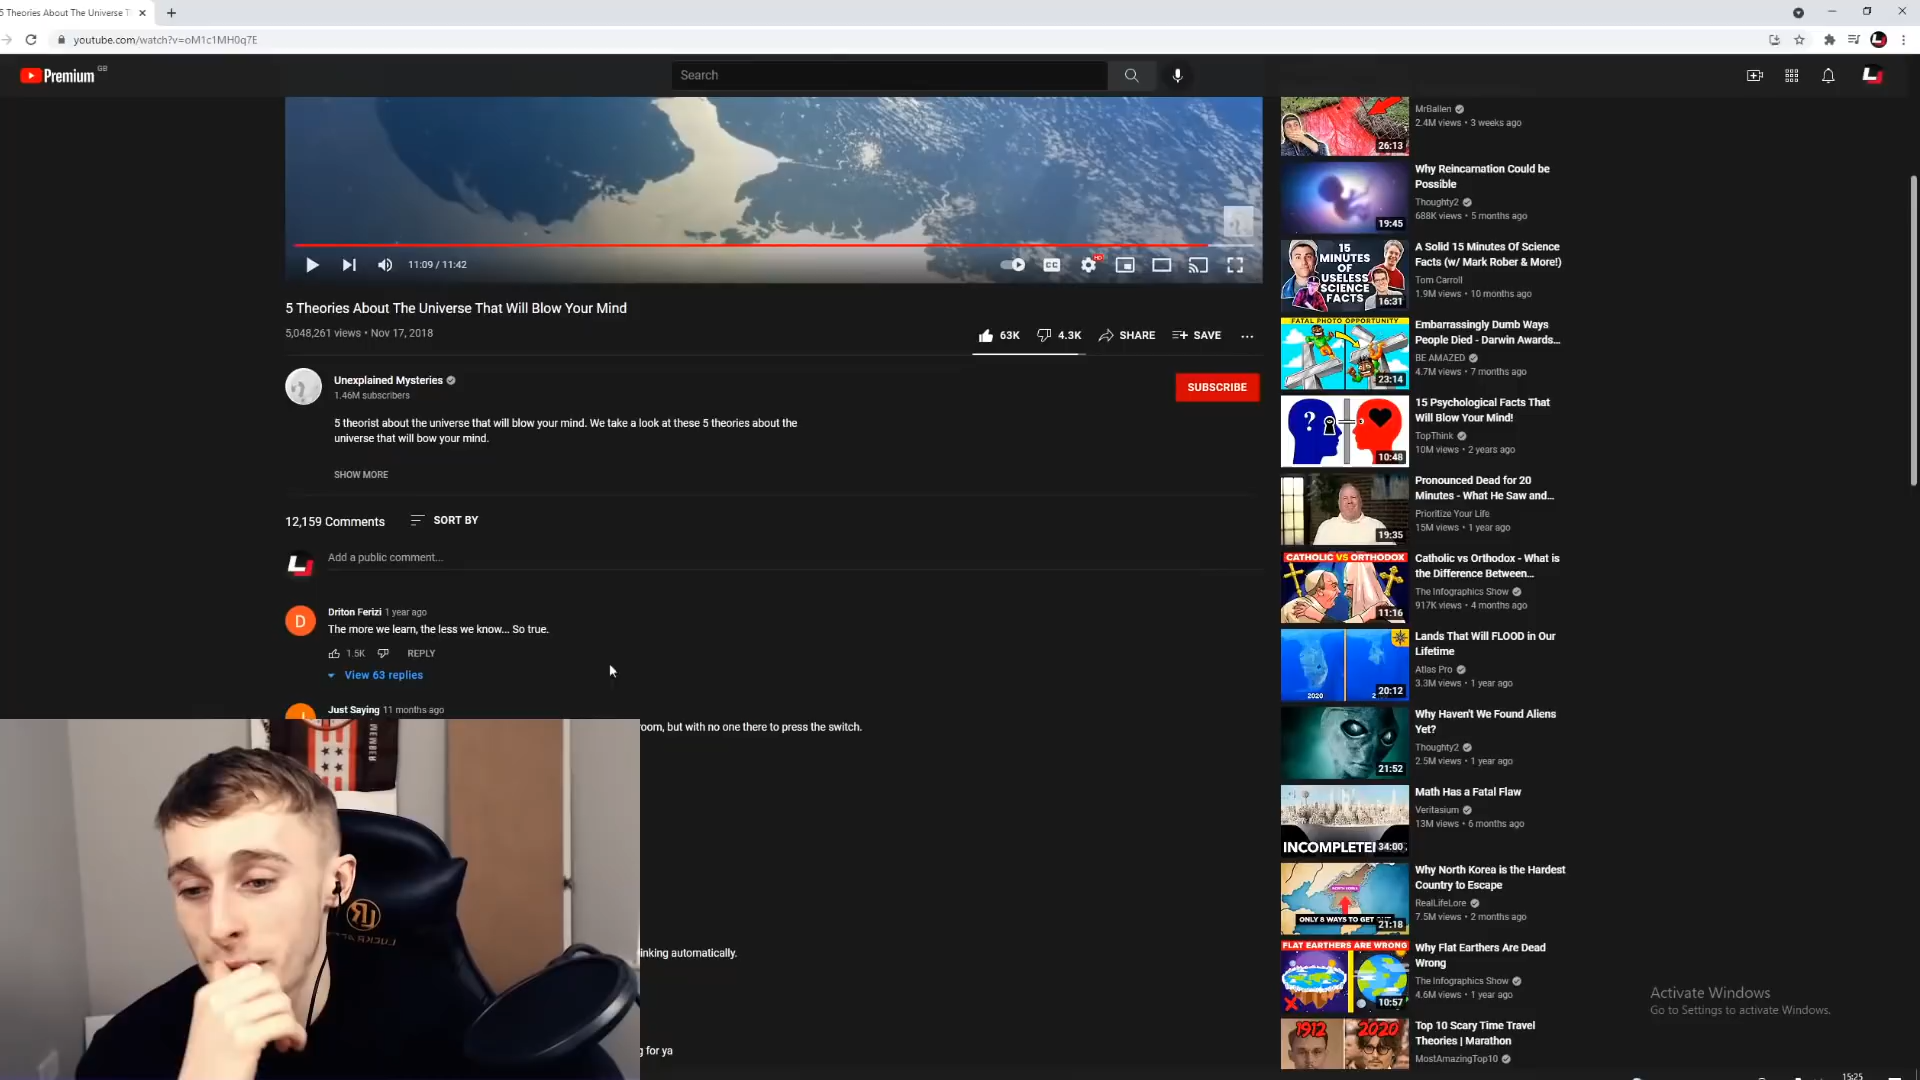 5 Theories About The Universe T
youtube.com/watch?v=oM1c1MH0q7E
Premium GB
Search
11:09 / 11:42
CC
HD
5 Theories About The Universe That Will Blow Your Mind
5,048,261 views • Nov 17, 2018
63K
4.3K
SHARE
SAVE
Unexplained Mysteries
1.46M subscribers
SUBSCRIBE
5 theorist about the universe that will blow your mind. We take a look at these 5 theories about the
universe that will bow your mind.
SHOW MORE
12,159 Comments
SORT BY
Add a public comment...
D
Driton Ferizi 1 year ago
The more we learn, the less we know... So true.
1.5K
REPLY
View 63 replies
Just Saying 11 months ago
oom, but with no one there to press the switch.
inking automatically.
g for ya
MrBallen
2.4M views • 3 weeks ago
26:13
Why Reincarnation Could be
Possible
Thoughty2
688K views • 5 months ago
19:45
15
MINUTES
OF
USELESS
SCIENCE
FACTS
16:31
A Solid 15 Minutes Of Science
Facts (w/ Mark Rober & More!)
Tom Carroll
1.9M views • 10 months ago
FATAL PHOTO OPPORTUNITY
23:14
Embarrassingly Dumb Ways
People Died - Darwin Awards...
BE AMAZED
4.7M views • 7 months ago
?
10:48
15 Psychological Facts That
Will Blow Your Mind!
TopThink
10M views • 2 years ago
19:35
Pronounced Dead for 20
Minutes - What He Saw and...
Prioritize Your Life
15M views • 1 year ago
CATHOLIC VS ORTHODOX
11:16
Catholic vs Orthodox - What is
the Difference Between...
The Infographics Show
917K views • 4 months ago
2020
20:12
Lands That Will FLOOD in Our
Lifetime
Atlas Pro
3.3M views • 1 year ago
21:52
Why Haven't We Found Aliens
Yet?
Thoughty2
2.5M views • 1 year ago
34:00
Math Has a Fatal Flaw
Veritasium
13M views • 6 months ago
NORTH KOREA
ONLY 8 WAYS TO GET
21:18
Why North Korea is the Hardest
Country to Escape
RealLifeLore
7.5M views • 2 months ago
FLAT EARTHERS ARE WRONG
10:57
Why Flat Earthers Are Dead
Wrong
The Infographics Show
4.6M views • 1 year ago
1912 2020
Top 10 Scary Time Travel
Theories | Marathon
MostAmazingTop10
Activate Windows
Go to Settings to activate Windows.
15:25